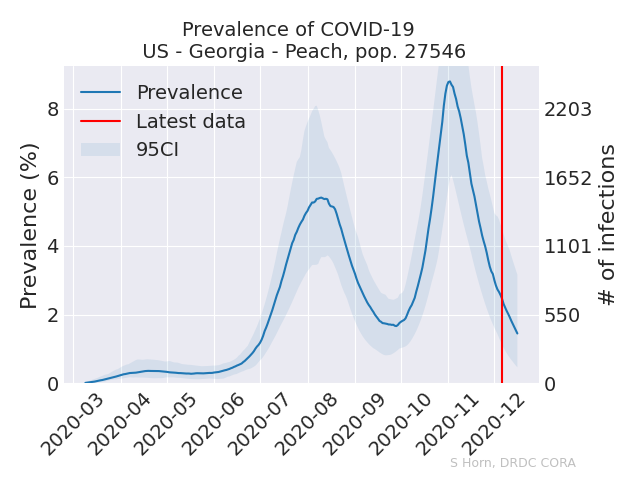 Prevalence of COVID-19
US - Georgia - Peach, pop. 27546
Prevalence
Latest data
95CI
Prevalence (%)
8
6
4
2
0
2203
1652
1101
550
0
# of infections
2020-03
2020-04
2020-05
2020-06
2020-07
2020-08
2020-09
2020-10
2020-11
2020-12
S Horn, DRDC CORA